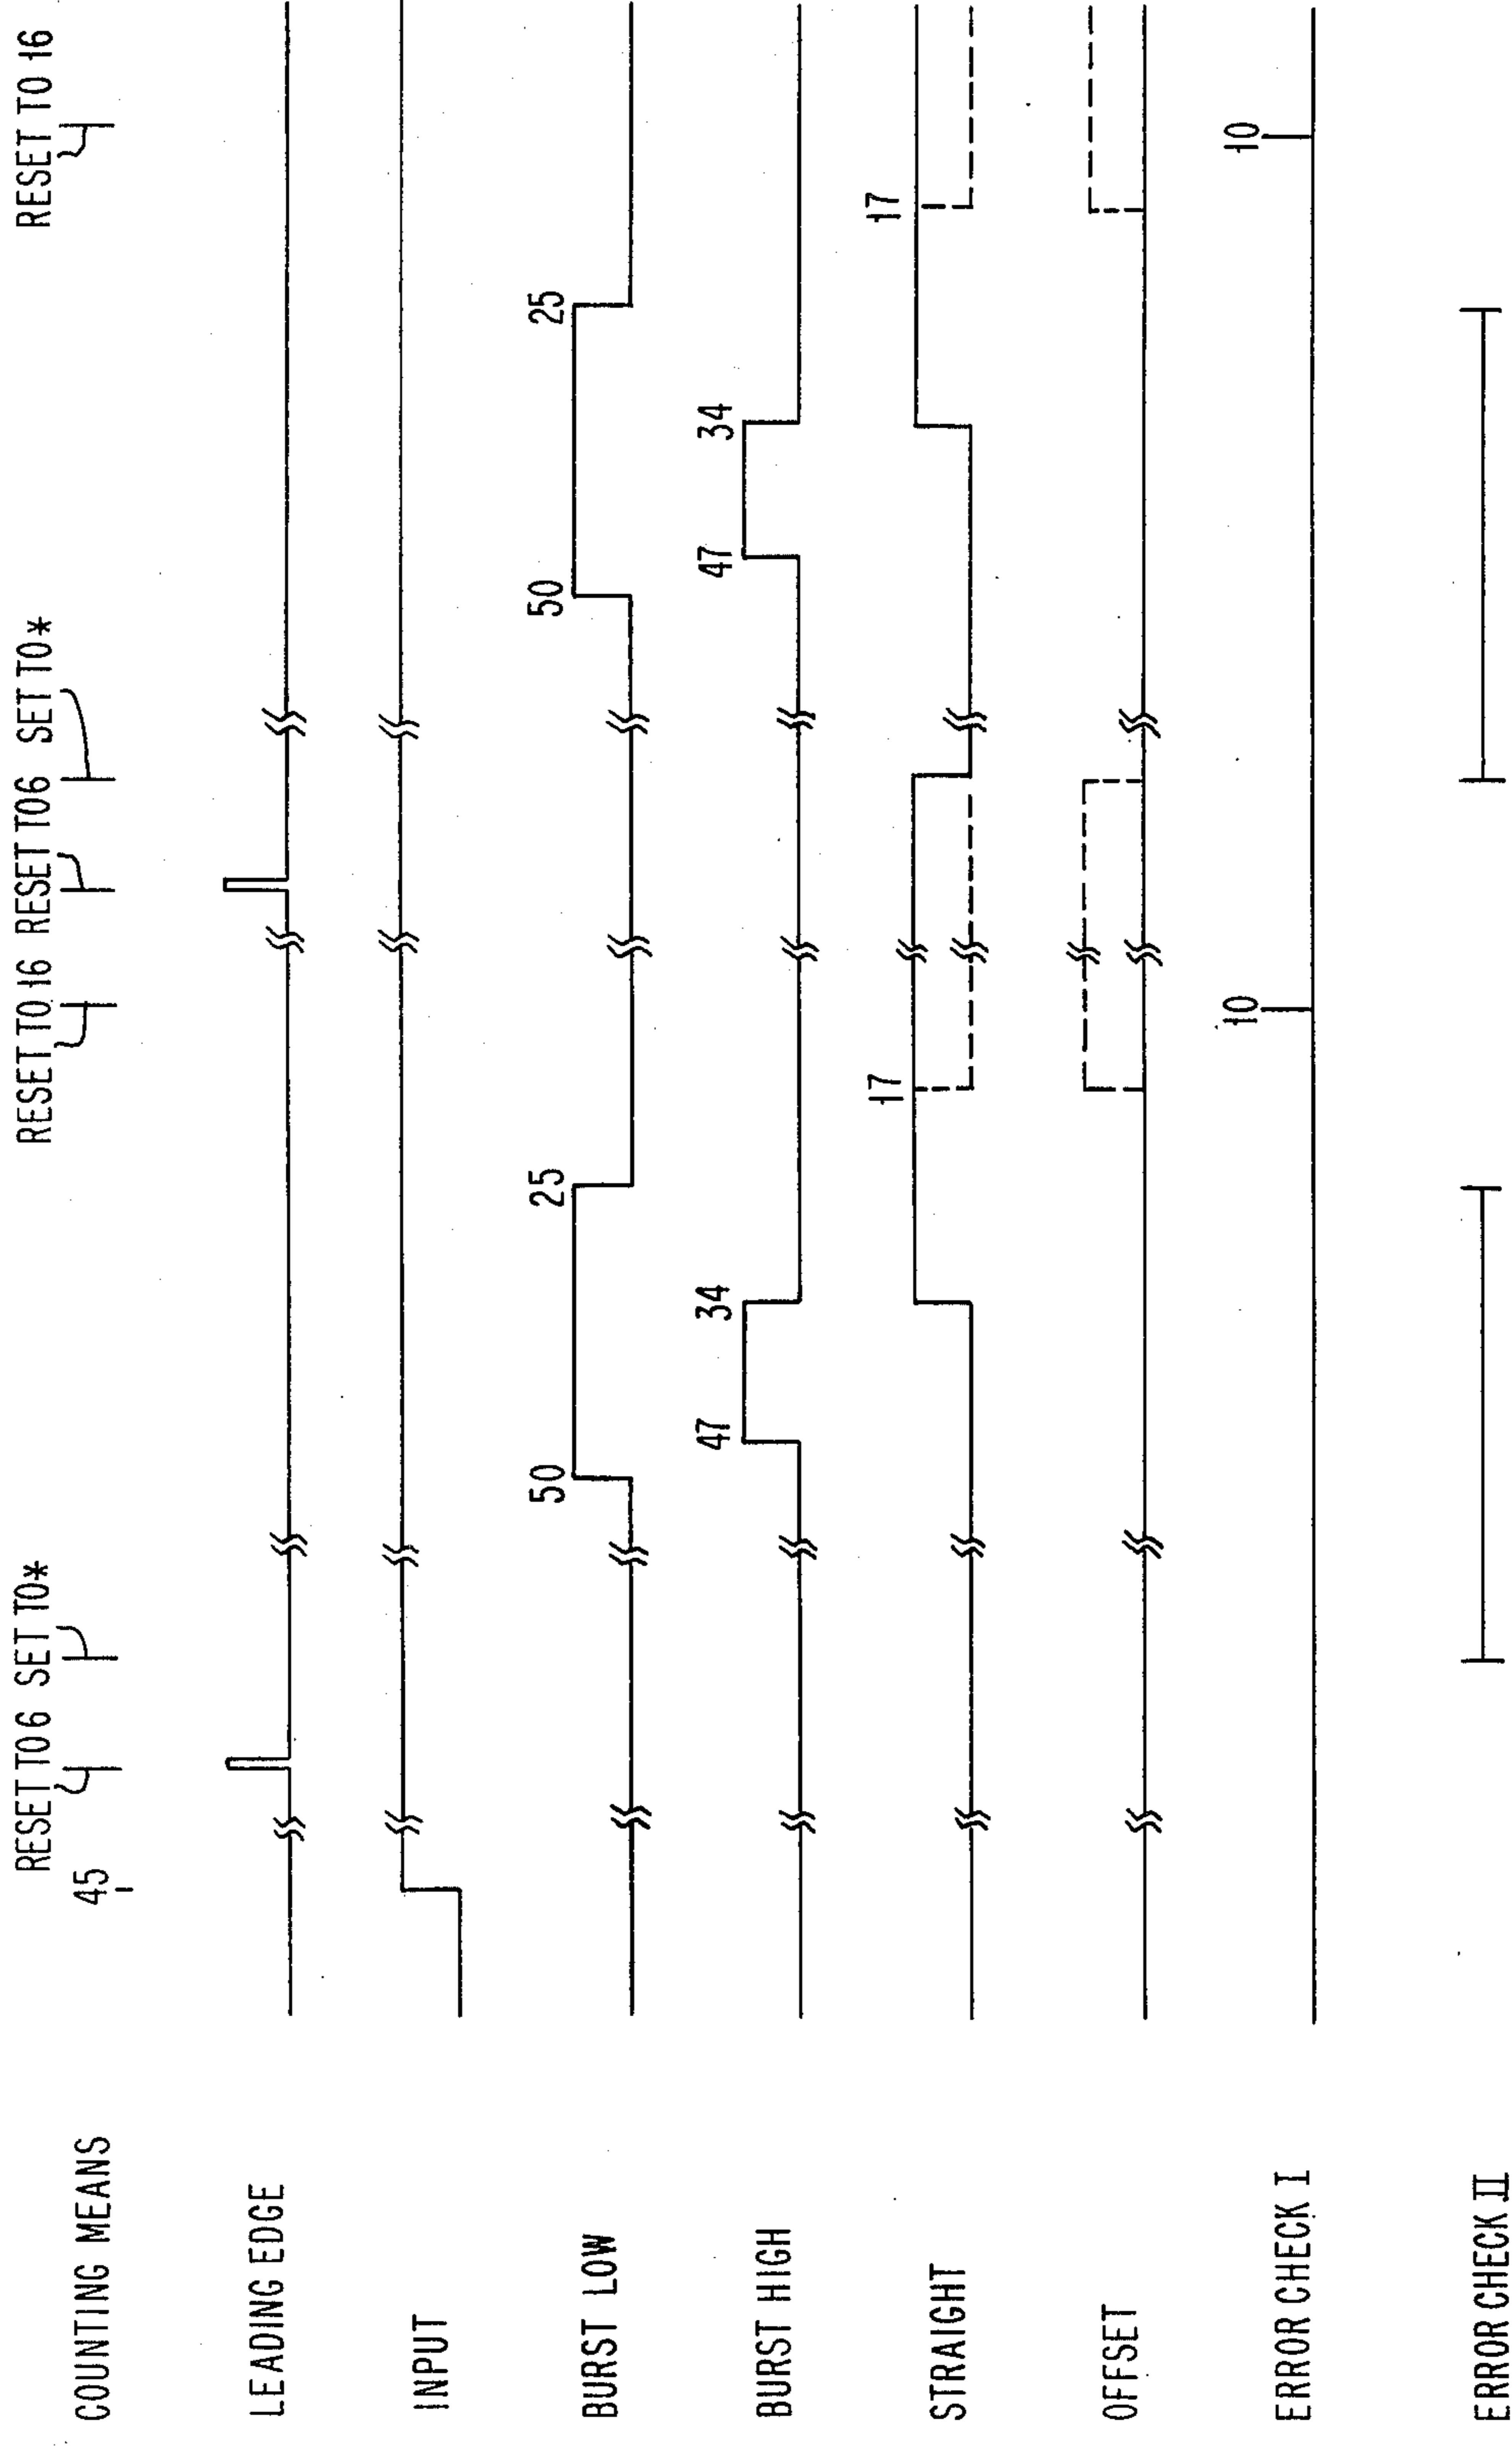 RESET TO 6 SET TO* RESET TO 16 RESET TO 6 SET TO* RESET TO 16
COUNTING MEANS 45
LEADING EDGE
INPUT
BURST LOW 50 25 50 25
BURST HIGH 47 34 47 34
STRAIGHT 17 17
OFFSET
ERROR CHECK I 10 10
ERROR CHECK II